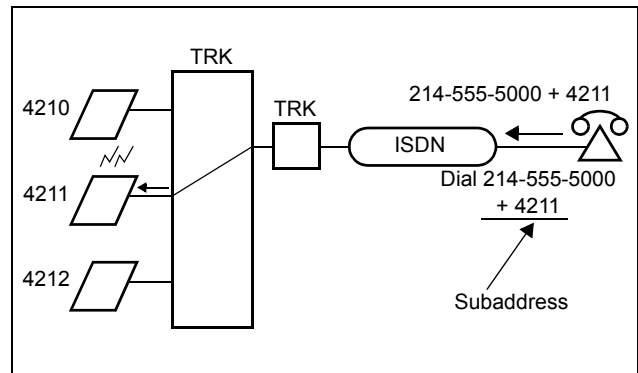 TRK
4210
TRK
214-555-5000 + 4211
ISDN
4211
Dial 214-555-5000
+ 4211
4212
Subaddress